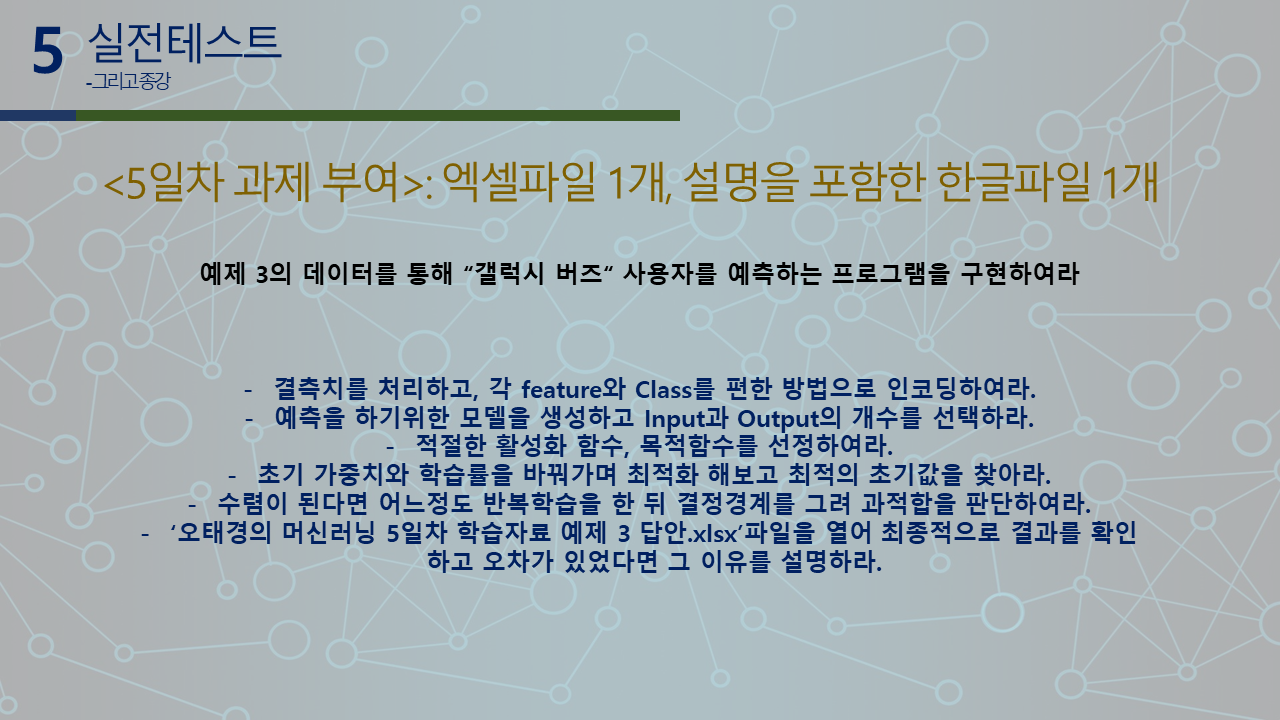 5 실전테스트
-그리고 종강
<5일차 과제 부여>: 엑셀파일 1개, 설명을 포함한 한글파일 1개
예제 3의 데이터를 통해 “갤럭시 버즈“ 사용자를 예측하는 프로그램을 구현하여라
- 결측치를 처리하고, 각 feature와 Class를 편한 방법으로 인코딩하여라.
- 예측을 하기위한 모델을 생성하고 Input과 Output의 개수를 선택하라.
- 적절한 활성화 함수, 목적함수를 선정하여라.
- 초기 가중치와 학습률을 바꿔가며 최적화 해보고 최적의 초기값을 찾아라.
- 수렴이 된다면 어느정도 반복학습을 한 뒤 결정경계를 그려 과적합을 판단하여라.
- ‘오태경의 머신러닝 5일차 학습자료 예제 3 답안.xlsx’파일을 열어 최종적으로 결과를 확인
하고 오차가 있었다면 그 이유를 설명하라.